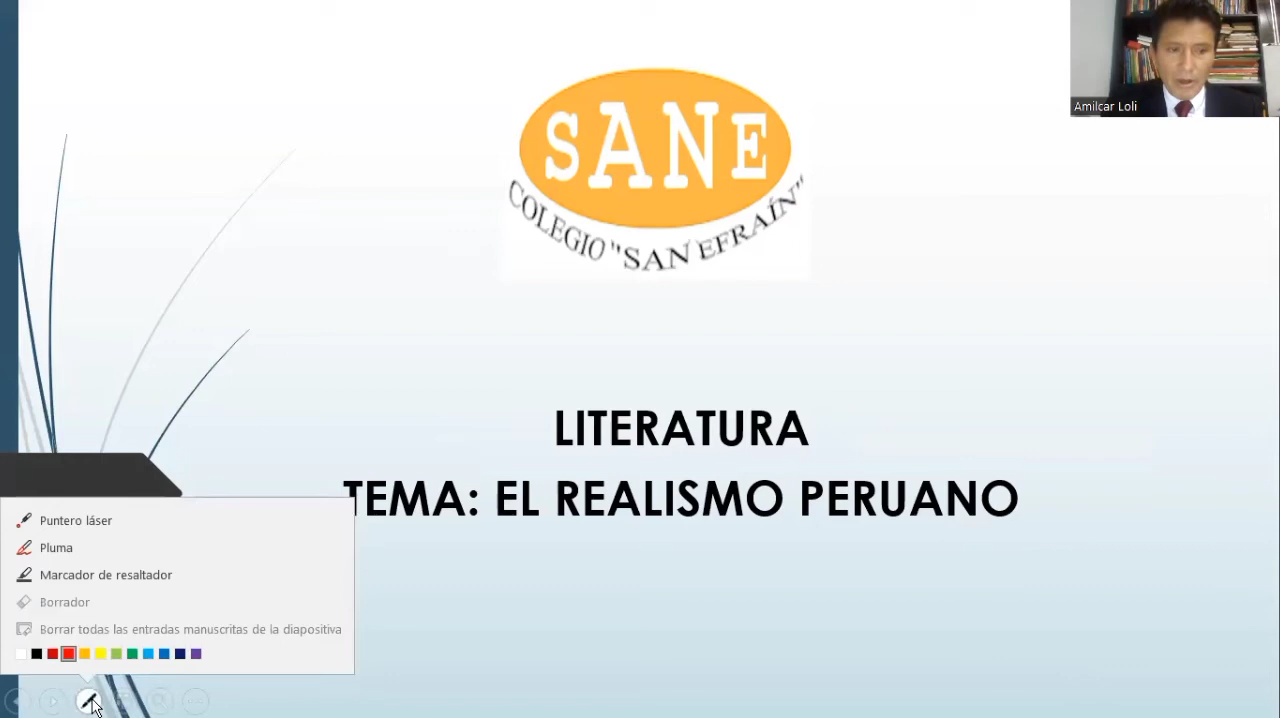 Amilcar Loli
SANE
COLEGIO "SAN EFRAÍN"
LITERATURA
TEMA: EL REALISMO PERUANO
Puntero láser
Pluma
Marcador de resaltador
Borrador
Borrar todas las entradas manuscritas de la diapositiva